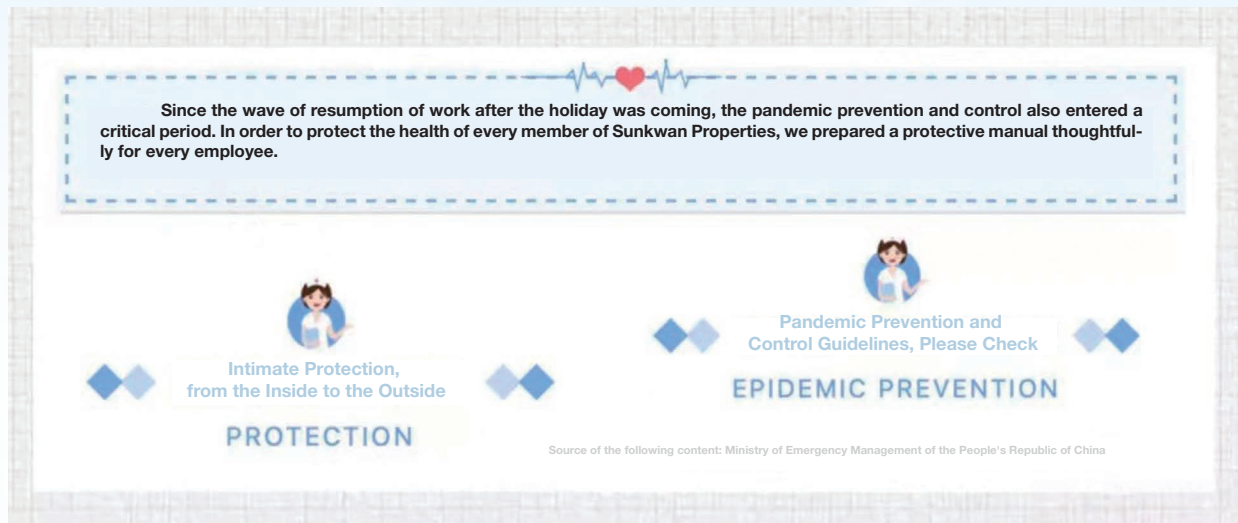 Since the wave of resumption of work after the holiday was coming, the pandemic prevention and control also entered a
critical period. In order to protect the health of every member of Sunkwan Properties, we prepared a protective manual thoughtful-
ly for every employee.
Intimate Protection,
from the Inside to the Outside
PROTECTION
Pandemic Prevention and
Control Guidelines, Please Check
EPIDEMIC PREVENTION
Source of the following content: Ministry of Emergency Management of the People's Republic of China